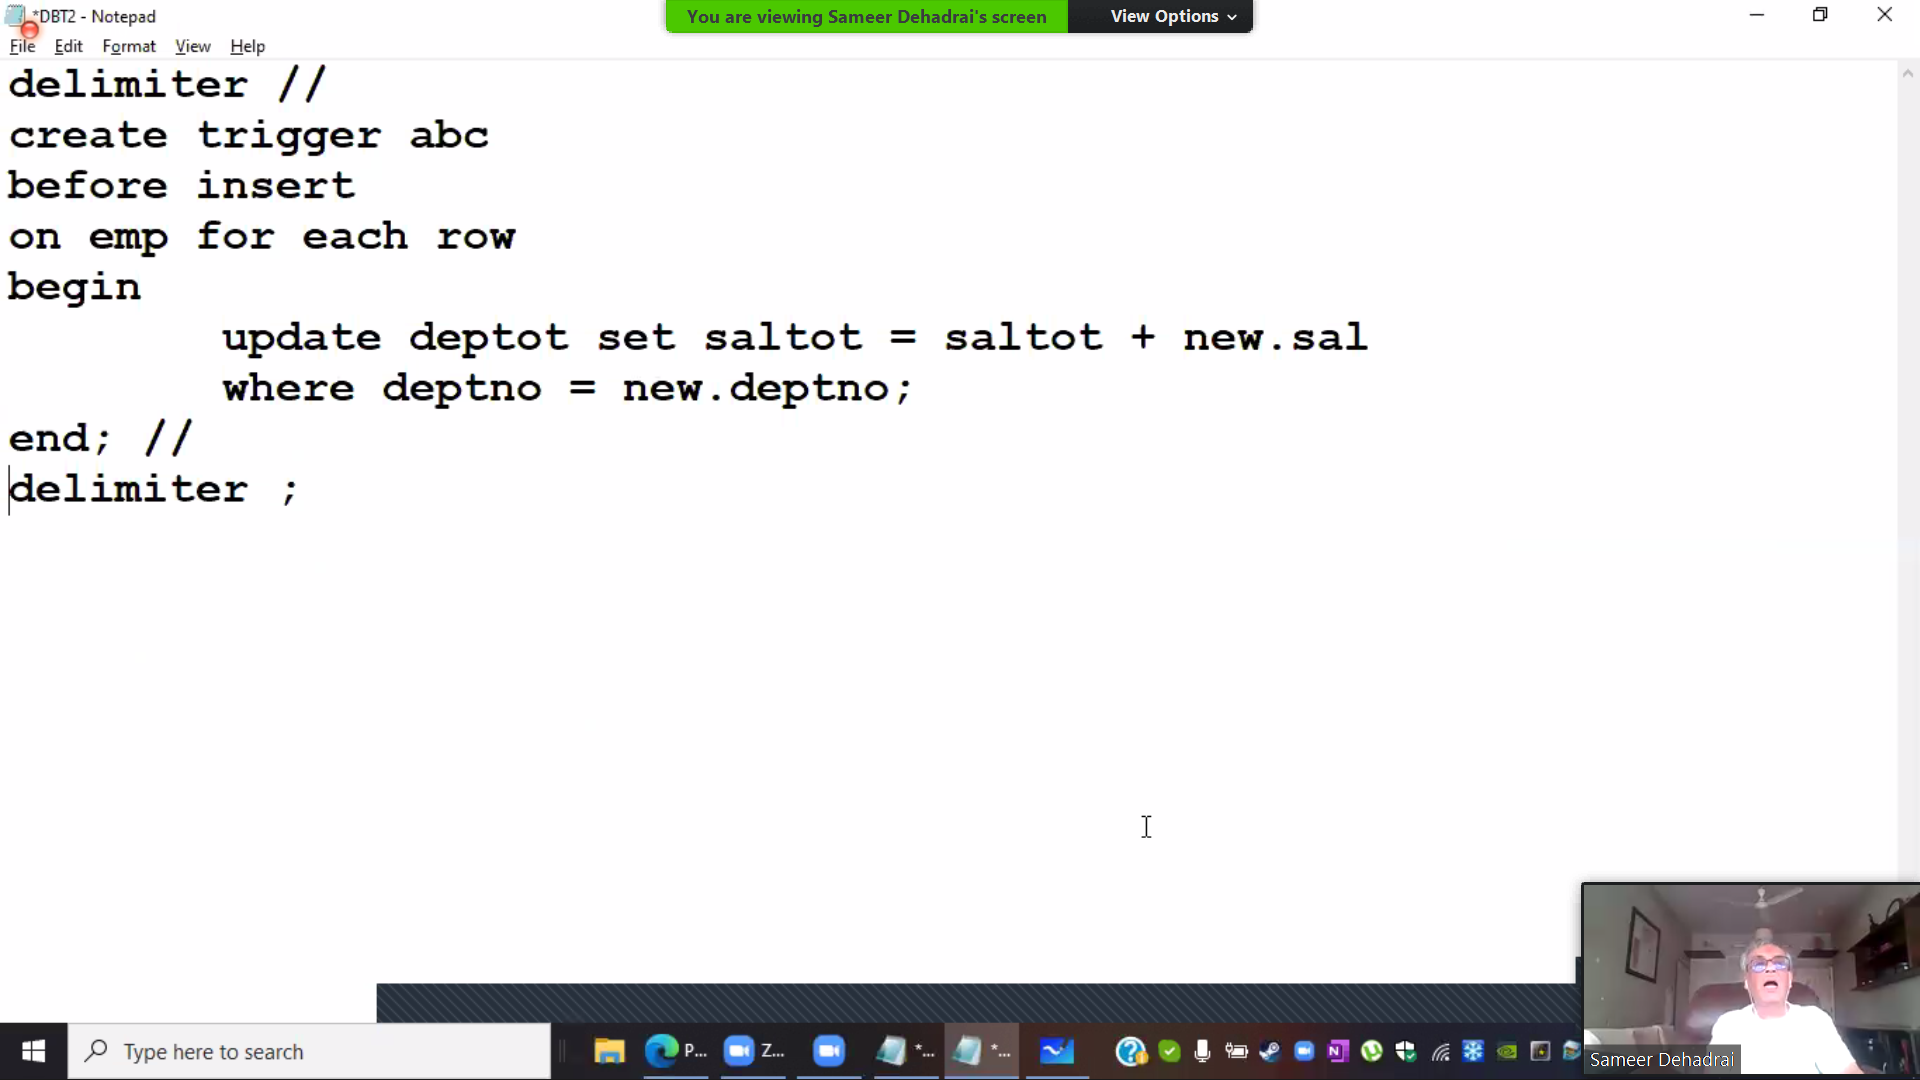 *DBT2 - Notepad
You are viewing Sameer Dehadrai's screen View Options
File Edit Format View Help
delimiter //
create trigger abc
before insert
on emp for each row
begin
update deptot set saltot = saltot + new.sal
where deptno = new.deptno;
end; //
delimiter ;
Type here to search
P...
Z...
*...
*...
Sameer Dehadrai